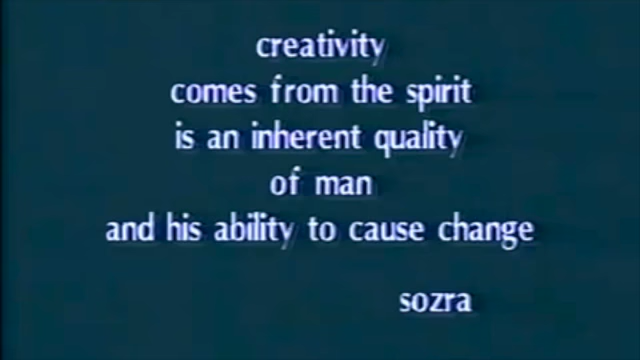 creativity
comes from the spirit
is an inherent quality
of man
and his ability to cause change
sozra